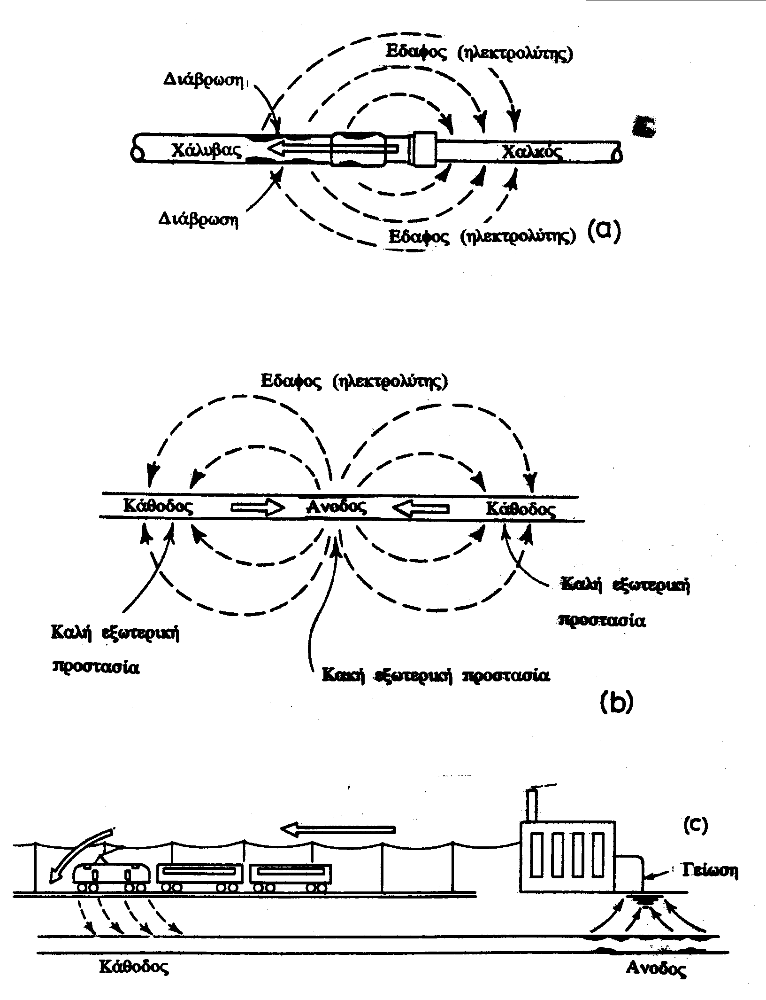 Εδαφος (ηλεκτρολύτης)
Διάβρωση
Χάλυβας
Χαλκός
Διάβρωση
Εδαφος (ηλεκτρολύτης)
(a)
Εδαφος (ηλεκτρολύτης)
Κάθοδος
Ανοδος
Κάθοδος
Καλή εξωτερική
προστασία
Καλή εξωτερική
προστασία
Κακή εξωτερική προστασία
(b)
(c)
Γείωση
Κάθοδος
Ανοδος